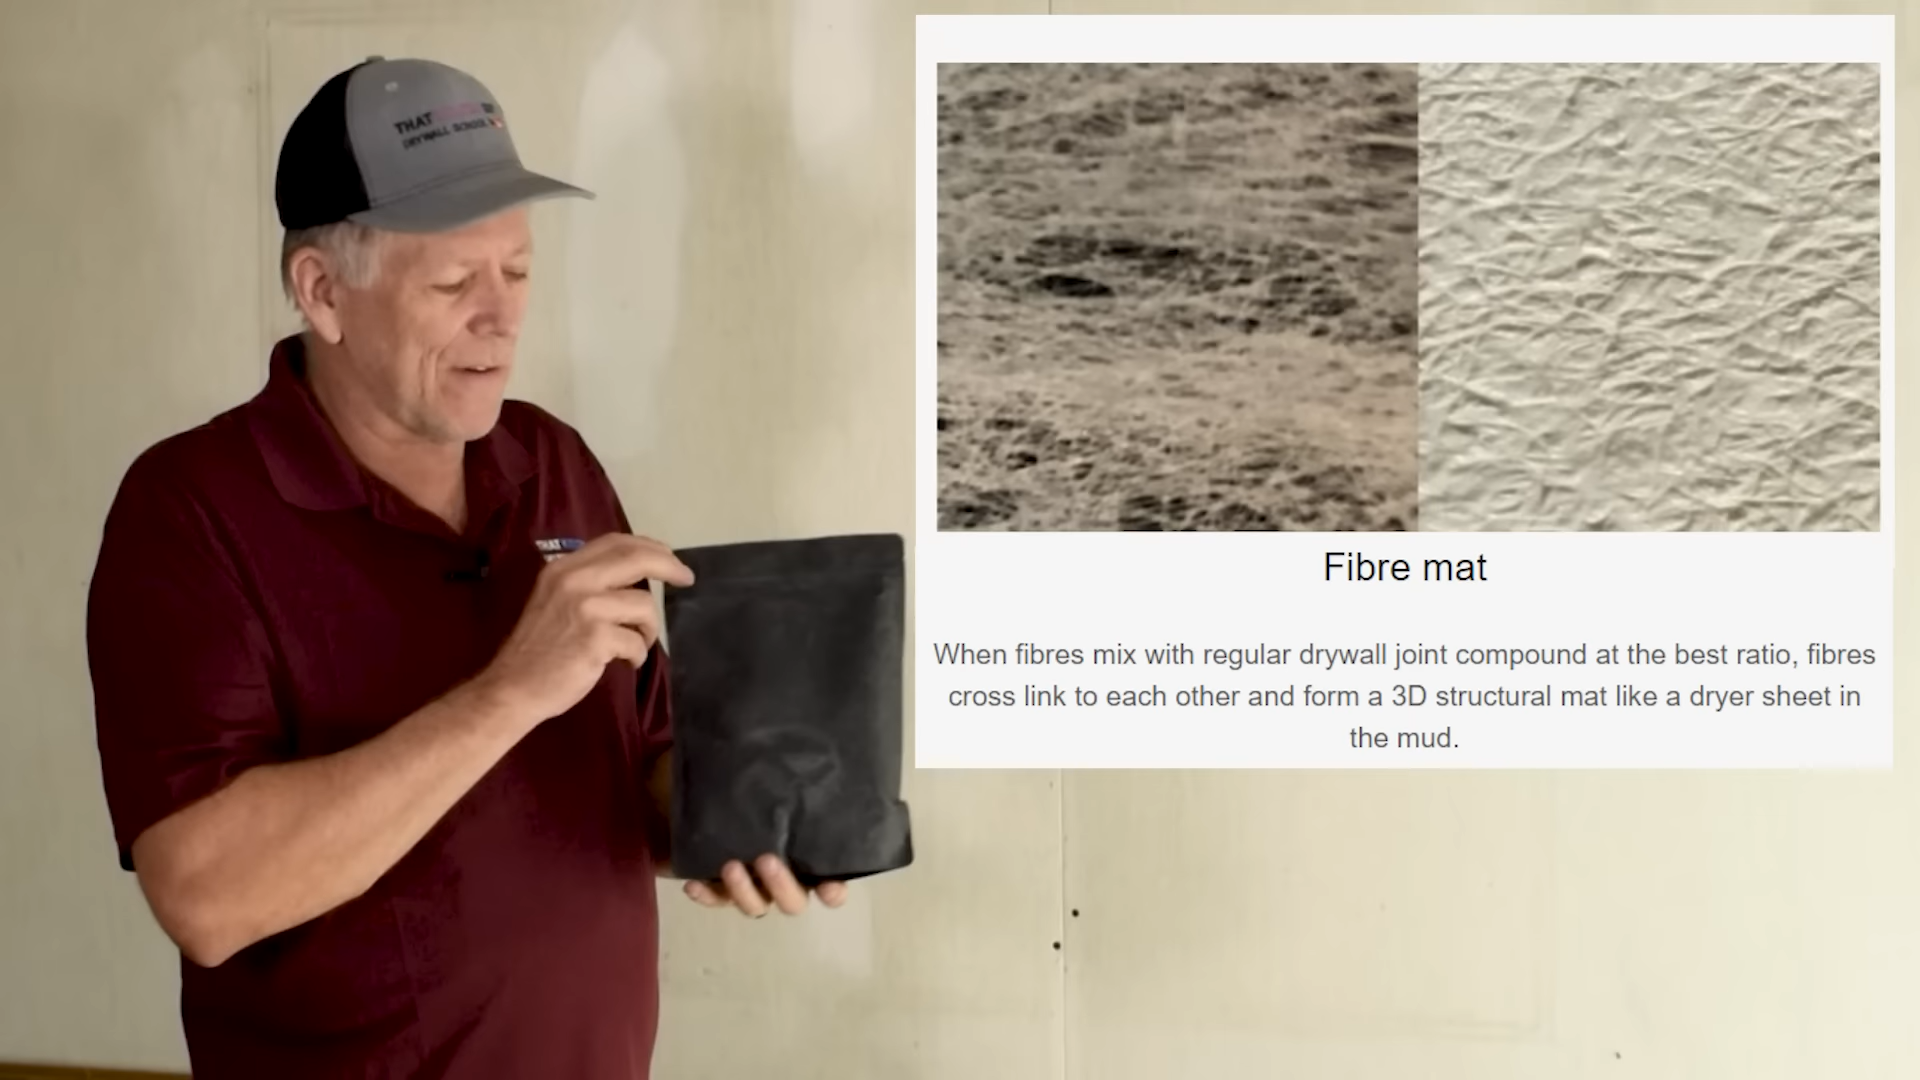 THAT
DRYWALL SCHOOL
THAT
Fibre mat
When fibres mix with regular drywall joint compound at the best ratio, fibres
cross link to each other and form a 3D structural mat like a dryer sheet in
the mud.